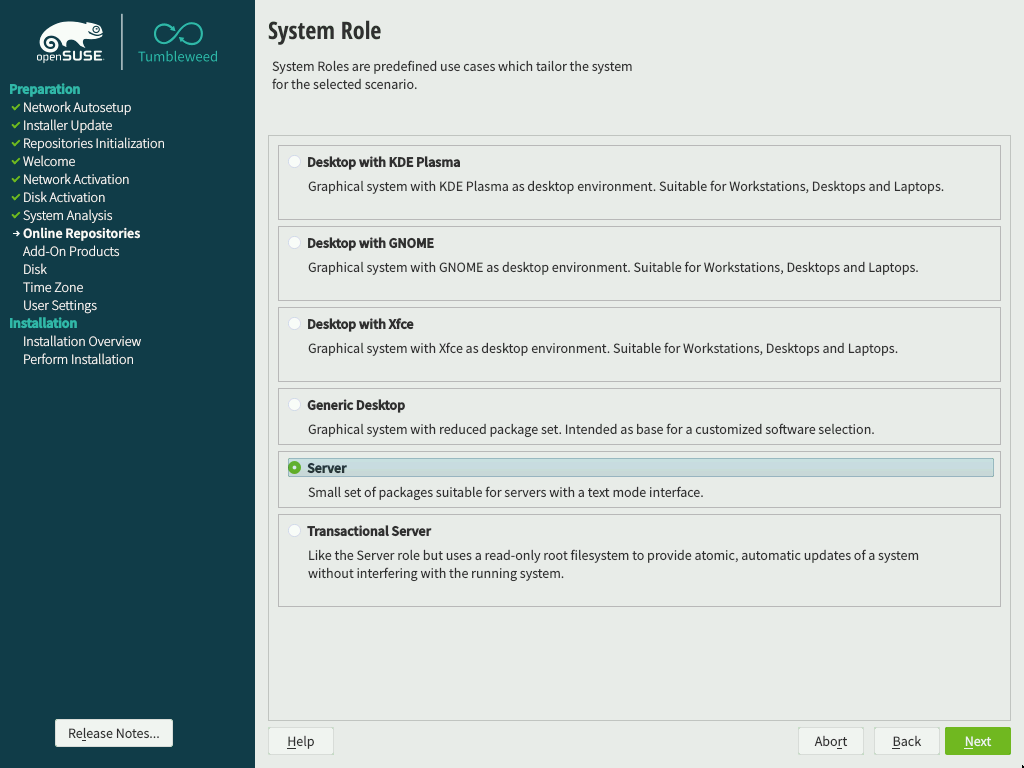 openSUSE
Tumbleweed
Preparation
Network Autosetup
Installer Update
Repositories Initialization
Welcome
Network Activation
Disk Activation
System Analysis
Online Repositories
Add-On Products
Disk
Time Zone
User Settings
Installation
Installation Overview
Perform Installation
Release Notes...
System Role
System Roles are predefined use cases which tailor the system
for the selected scenario.
Desktop with KDE Plasma
Graphical system with KDE Plasma as desktop environment. Suitable for Workstations, Desktops and Laptops.
Desktop with GNOME
Graphical system with GNOME as desktop environment. Suitable for Workstations, Desktops and Laptops.
Desktop with Xfce
Graphical system with Xfce as desktop environment. Suitable for Workstations, Desktops and Laptops.
Generic Desktop
Graphical system with reduced package set. Intended as base for a customized software selection.
Server
Small set of packages suitable for servers with a text mode interface.
Transactional Server
Like the Server role but uses a read-only root filesystem to provide atomic, automatic updates of a system
without interfering with the running system.
Help
Abort
Back
Next